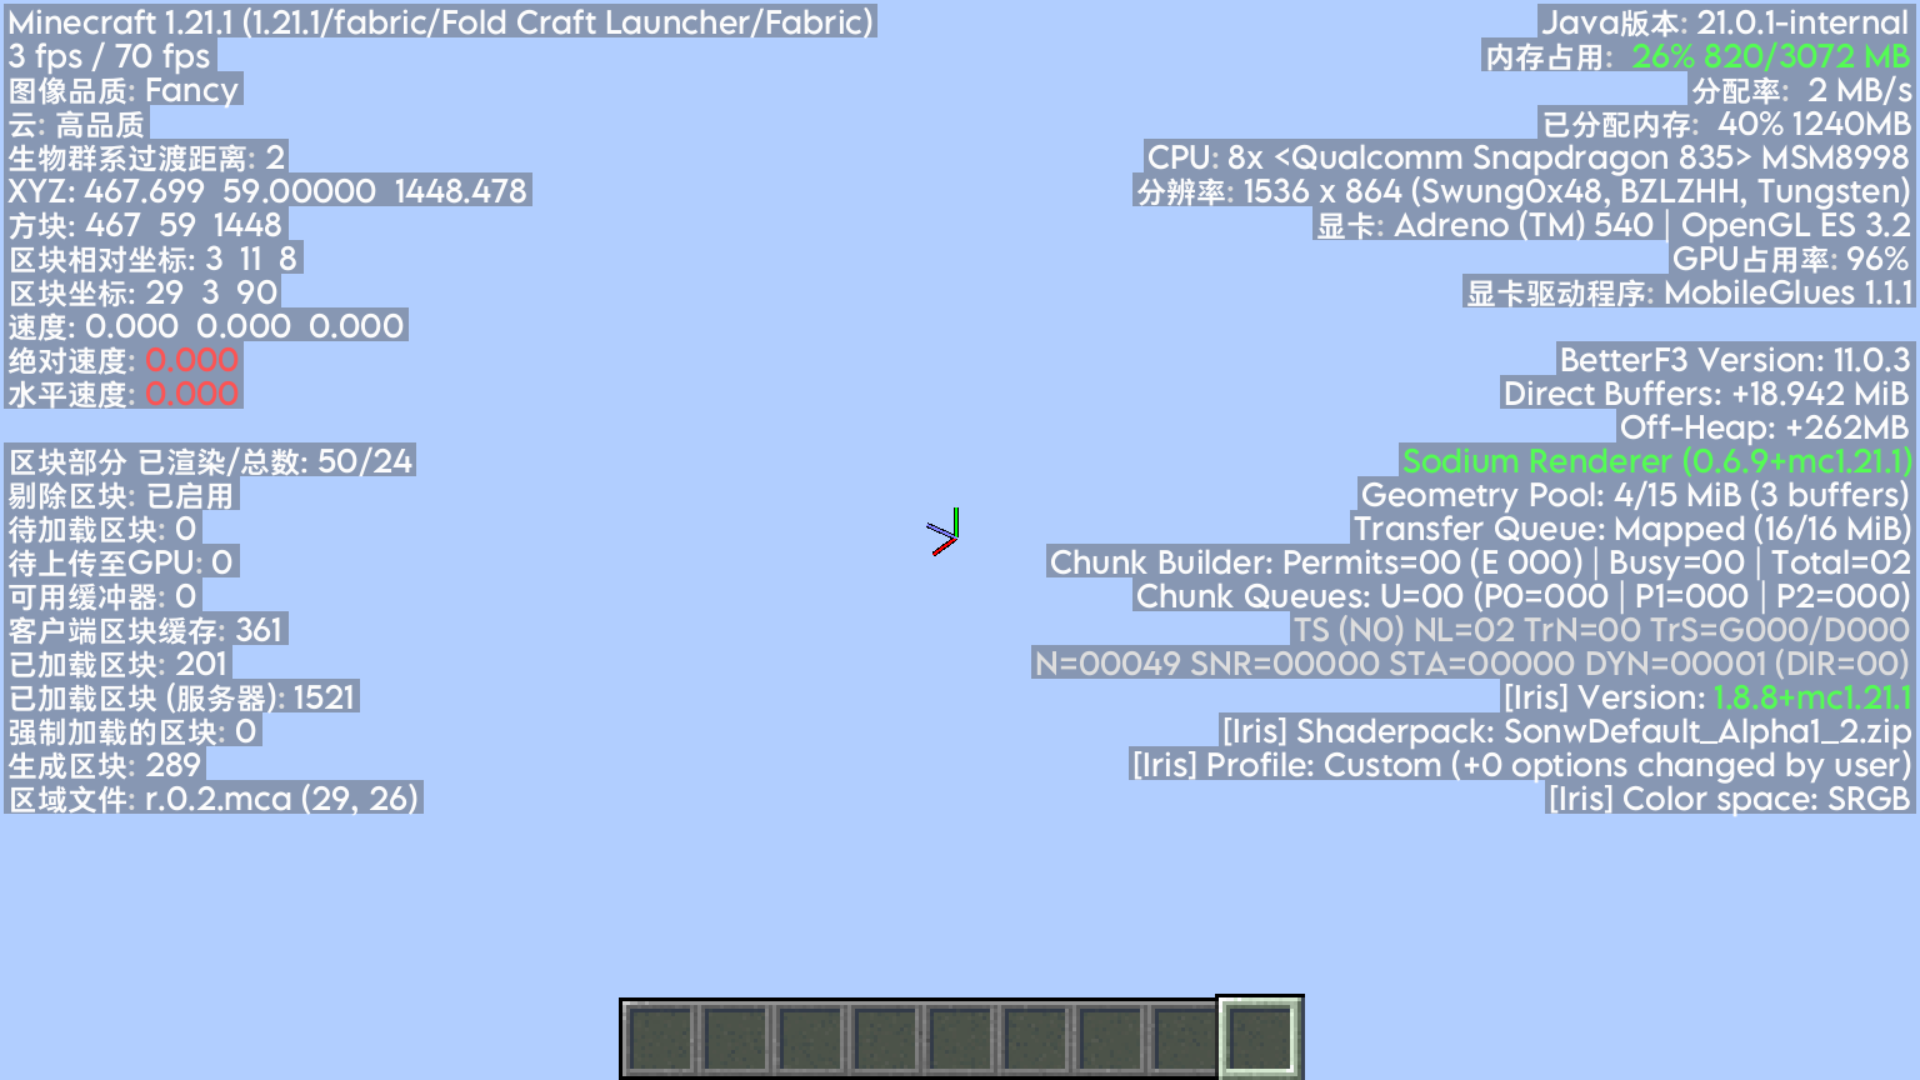 Minecraft 1.21.1 (1.21.1/fabric/Fold Craft Launcher/Fabric)
3 fps / 70 fps
图像品质: Fancy
云: 高品质
生物群系过渡距离: 2
XYZ: 467.699 59.00000 1448.478
方块: 467 59 1448
区块相对坐标: 3 11 8
区块坐标: 29 3 90
速度: 0.000 0.000 0.000
绝对速度: 0.000
水平速度: 0.000
区块部分 已渲染/总数: 50/24
剔除区块: 已启用
待加载区块: 0
待上传至GPU: 0
可用缓冲器: 0
客户端区块缓存: 361
已加载区块: 201
已加载区块 (服务器): 1521
强制加载的区块: 0
生成区块: 289
区域文件: r.0.2.mca (29, 26)
Java版本: 21.0.1-internal
内存占用: 26% 820/3072 MB
分配率: 2 MB/s
已分配内存: 40% 1240MB
CPU: 8x <Qualcomm Snapdragon 835> MSM8998
分辨率: 1536 x 864 (Swung0x48, BZLZHH, Tungsten)
显卡: Adreno (TM) 540 | OpenGL ES 3.2
GPU占用率: 96%
显卡驱动程序: MobileGlues 1.1.1
BetterF3 Version: 11.0.3
Direct Buffers: +18.942 MiB
Off-Heap: +262MB
Sodium Renderer (0.6.9+mc1.21.1)
Geometry Pool: 4/15 MiB (3 buffers)
Transfer Queue: Mapped (16/16 MiB)
Chunk Builder: Permits=00 (E 000) | Busy=00 | Total=02
Chunk Queues: U=00 (P0=000 | P1=000 | P2=000)
TS (N0) NL=02 TrN=00 TrS=G000/D000
N=00049 SNR=00000 STA=00000 DYN=00001 (DIR=00)
[Iris] Version: 1.8.8+mc1.21.1
[Iris] Shaderpack: SonwDefault_Alpha1_2.zip
[Iris] Profile: Custom (+0 options changed by user)
[Iris] Color space: SRGB